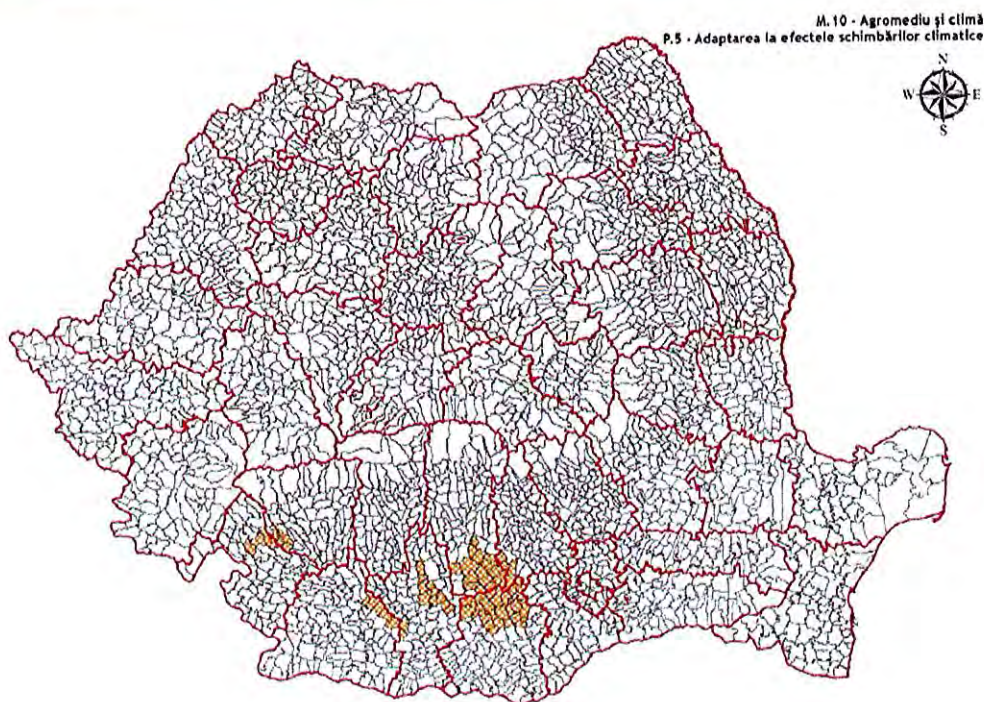 M.10 - Agromediu și climă
P.5 - Adaptarea la efectele schimbărilor climatice
N
W E
S